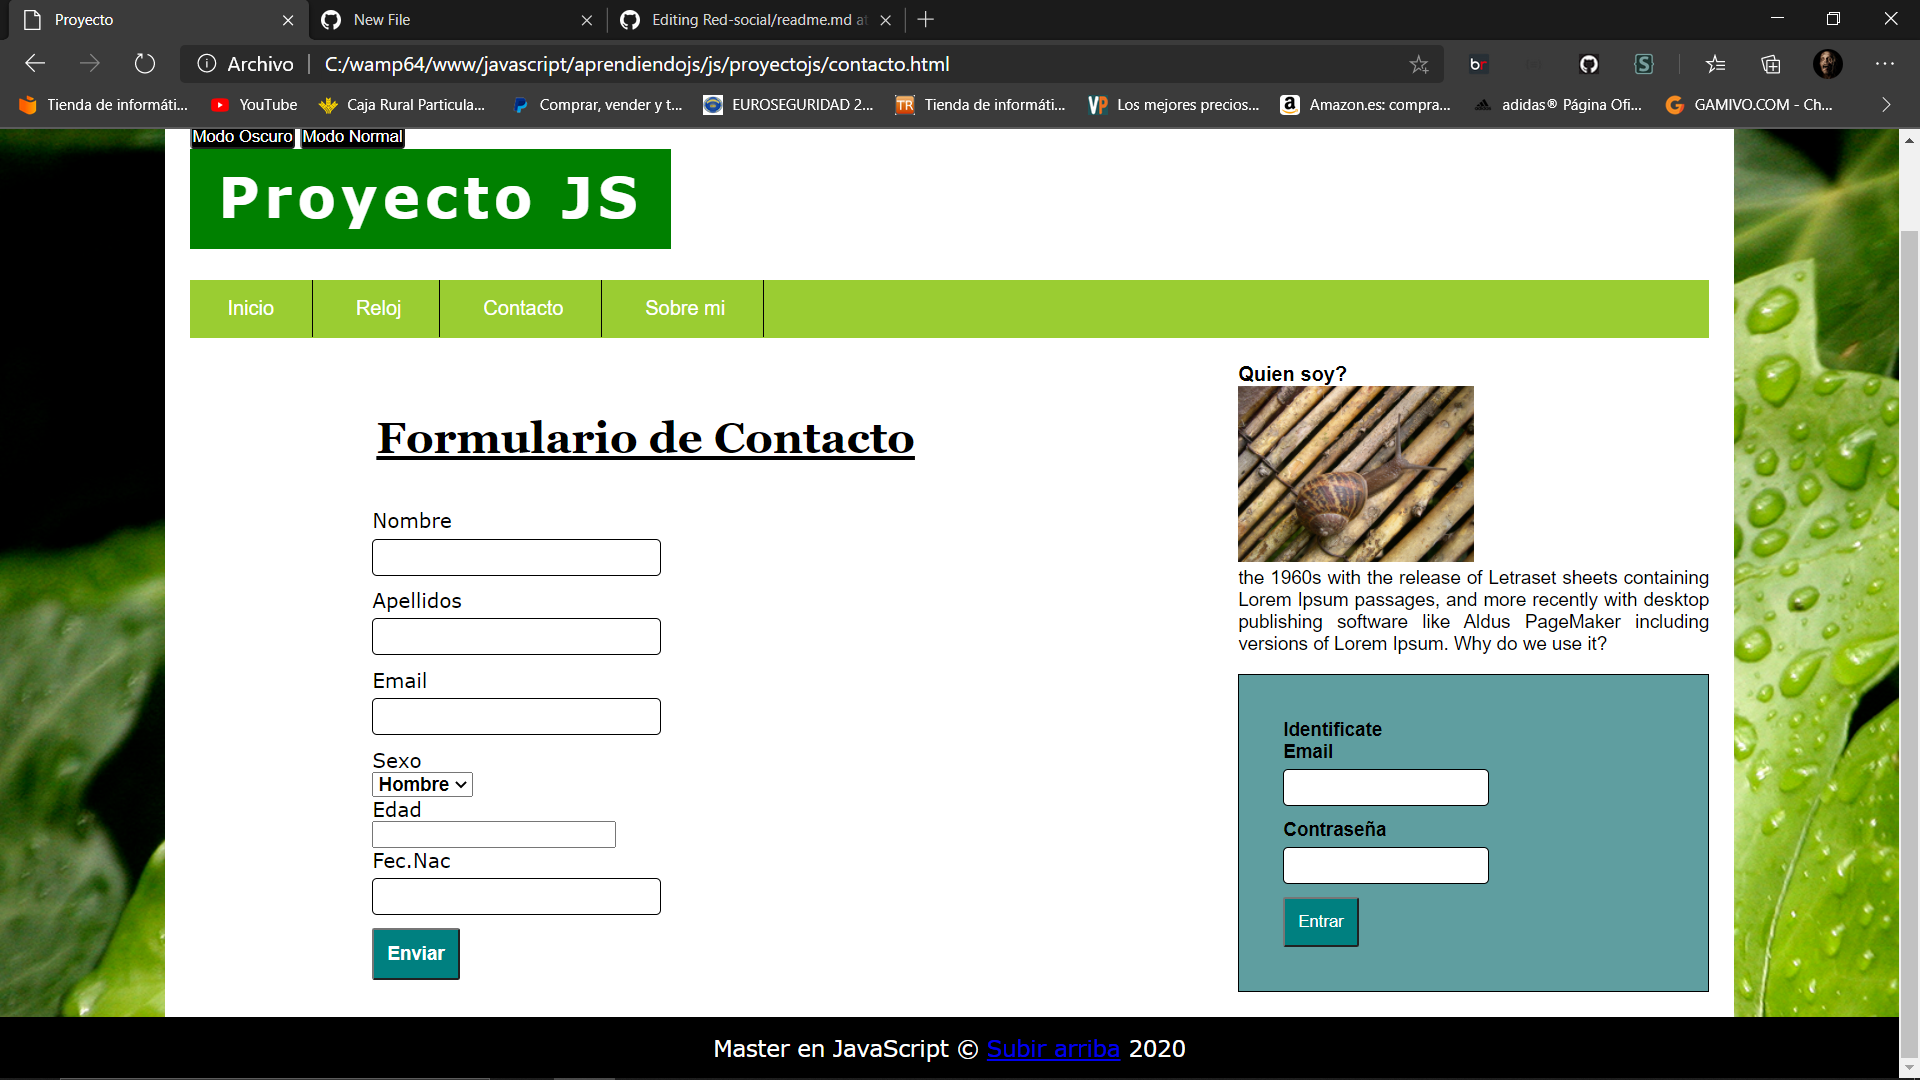 Proyecto
New File
Editing Red-social/readme.md at
Archivo
C:/wamp64/www/javascript/aprendiendojs/js/proyectojs/contacto.html
Tienda de informáti...
YouTube
Caja Rural Particula...
Comprar, vender y t...
EUROSEGURIDAD 2...
TR
Tienda de informáti...
VP
Los mejores precios...
Amazon.es: compra...
adidas® Página Ofi...
GAMIVO.COM - Ch...
Modo Oscuro
Modo Normal
Proyecto JS
Inicio
Reloj
Contacto
Sobre mi
Formulario de Contacto
Nombre
Apellidos
Email
Sexo
Hombre
Edad
Fec.Nac
Enviar
Quien soy?
the 1960s with the release of Letraset sheets containing
Lorem Ipsum passages, and more recently with desktop
publishing software like Aldus PageMaker including
versions of Lorem Ipsum. Why do we use it?
Identificate
Email
Contraseña
Entrar
Master en JavaScript © Subir arriba 2020